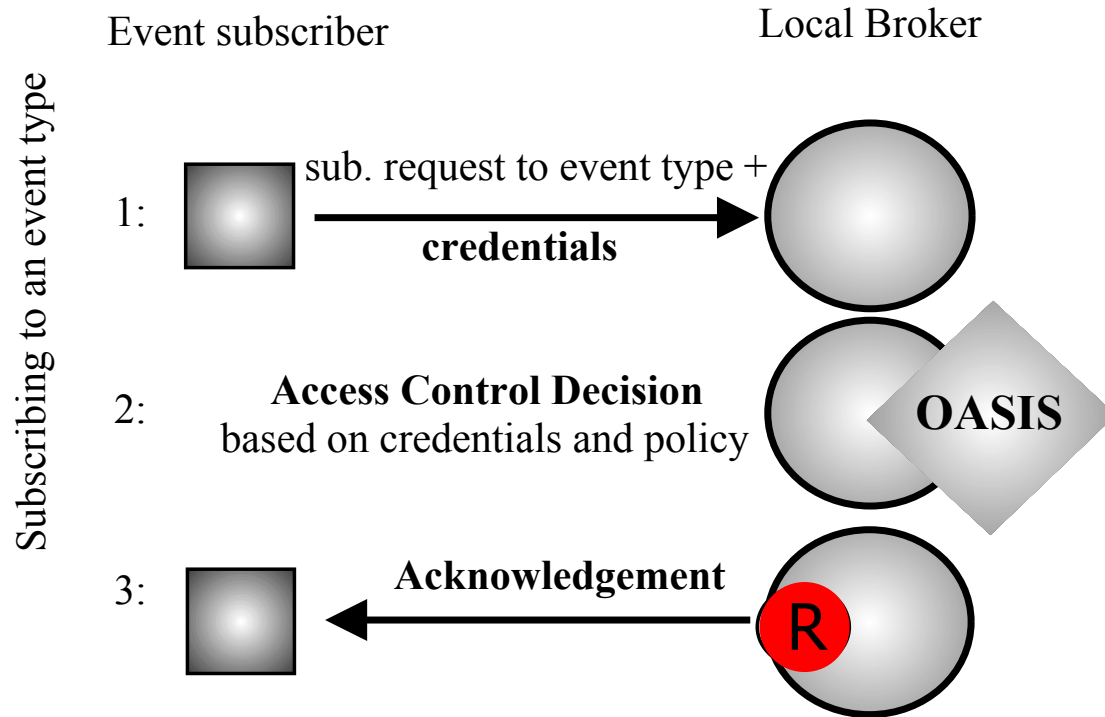 Event subscriber
Local Broker
Subscribing to an event type
1:
sub. request to event type +
credentials
2:
Access Control Decision
based on credentials and policy
OASIS
3:
Acknowledgement
R